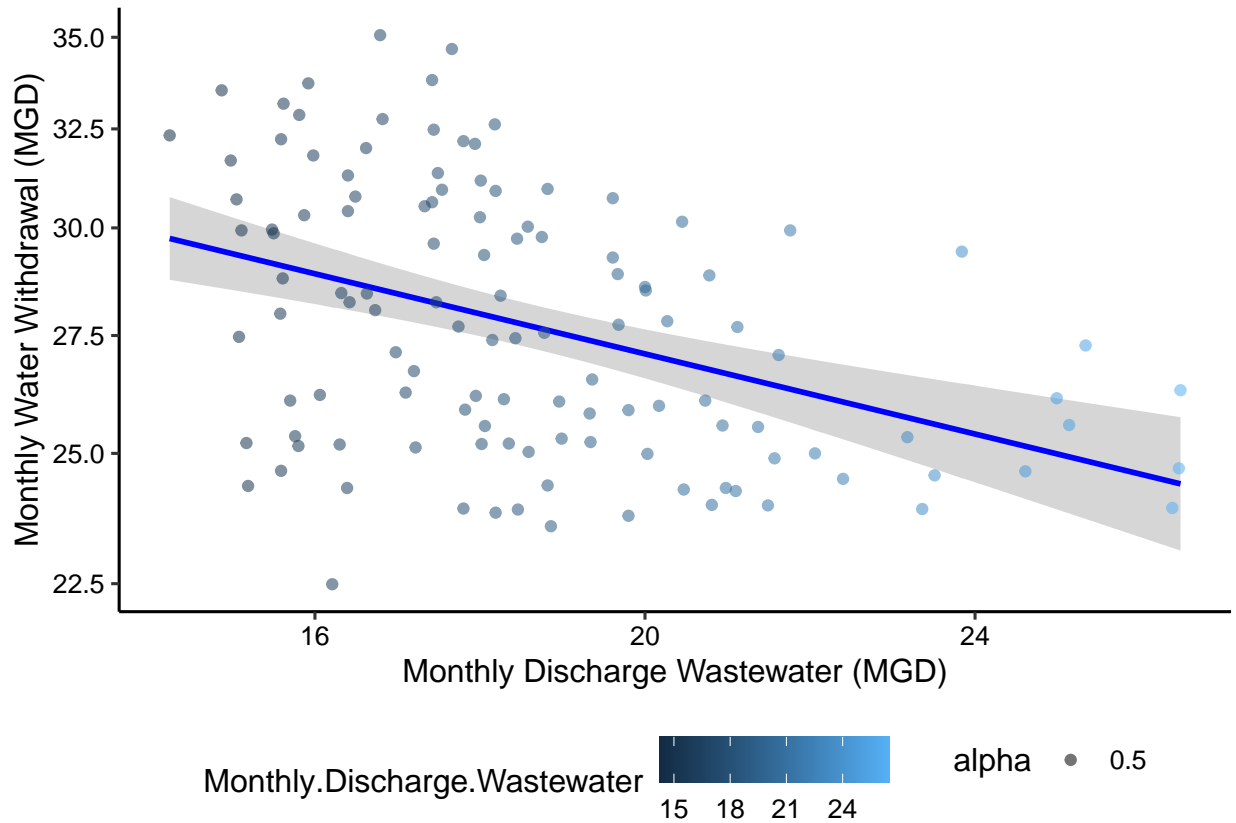 35.0
32.5
30.0
27.5
25.0
22.5
Monthly Water Withdrawal (MGD)
16 20 24
Monthly Discharge Wastewater (MGD)
Monthly.Discharge.Wastewater
15 18 21 24
alpha 0.5